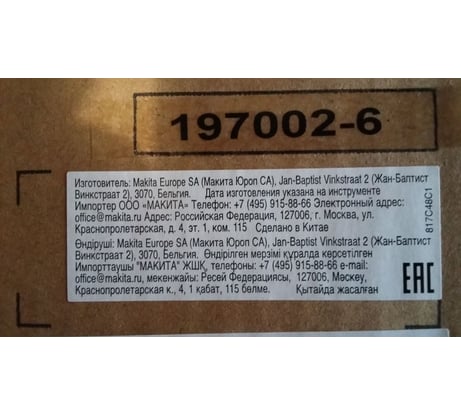 197002-6
Изготовитель: Makita Europe SA (Макита Юроп СА), Jan-Baptist Vinkstraat 2 (Жан-Баптист
Винкстраат 2), 3070, Бельгия. Дата изготовления указана на инструменте
Импортер ООО «МАКИТА» Телефон: +7 (495) 915-88-66 Электронный адрес:
office@makita.ru Адрес: Российская Федерация, 127006, г. Москва, ул.
Краснопролетарская, д. 4, эт. 1, ком. 115 Сделано в Китае
Өндіруші: Makita Europe SA (Макита Юроп СА), Jan-Baptist Vinkstraat 2 (Жан-Баптист
Винкстраат 2), 3070, Бельгия. Өндірілген мерзімі құралда көрсетілген
Импорттаушы "МАКИТА" ЖШҚ, телефоны: +7 (495) 915-88-66 e-mail:
office@makita.ru, мекенжайы: Ресей Федерациясы, 127006, Мәскеу,
Краснопролетарская к., 4, 1 қабат, 115 бөлме. Қытайда жасалған
817C48C1
EAC